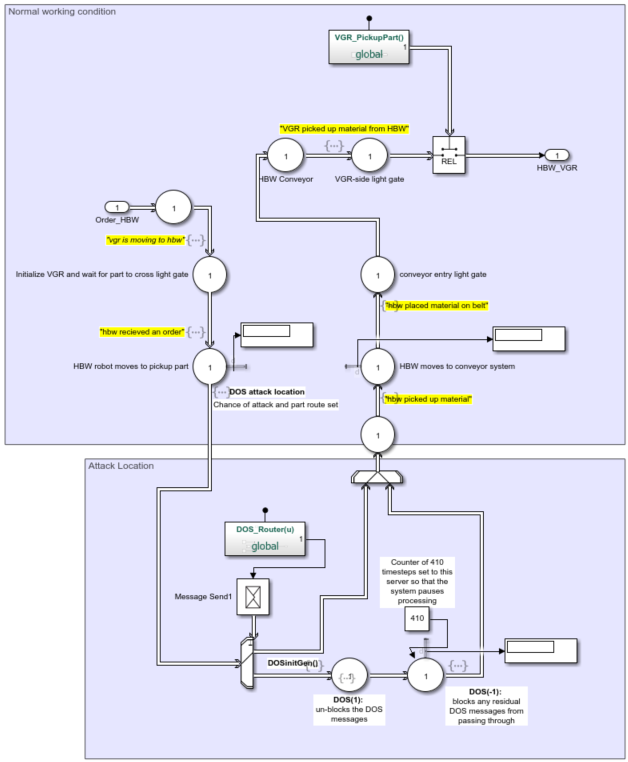 Normal working condition
VGR_PickupPart()
1
global
"VGR picked up material from HBW"
{...}
1
1
REL
1
HBW Conveyor
VGR-side light gate
HBW_VGR
1
1
Order_HBW
"vgr is moving to hbw"
{...}
Initialize VGR and wait for part to cross light gate
1
1
conveyor entry light gate
"hbw placed material on belt"
"hbw recieved an order"
{...}
HBW robot moves to pickup part
1
1
HBW moves to conveyor system
{...}
DOS attack location
Chance of attack and part route set
"hbw picked up material"
1
Attack Location
DOS_Router(u)
1
global
Message Send1
Counter of 410
timesteps set to this
server so that the
system pauses
processing
410
DOSinitGen()
{...}
1
{...}
DOS(1):
un-blocks the DOS
messages
DOS(-1):
blocks any residual
DOS messages from
passing through